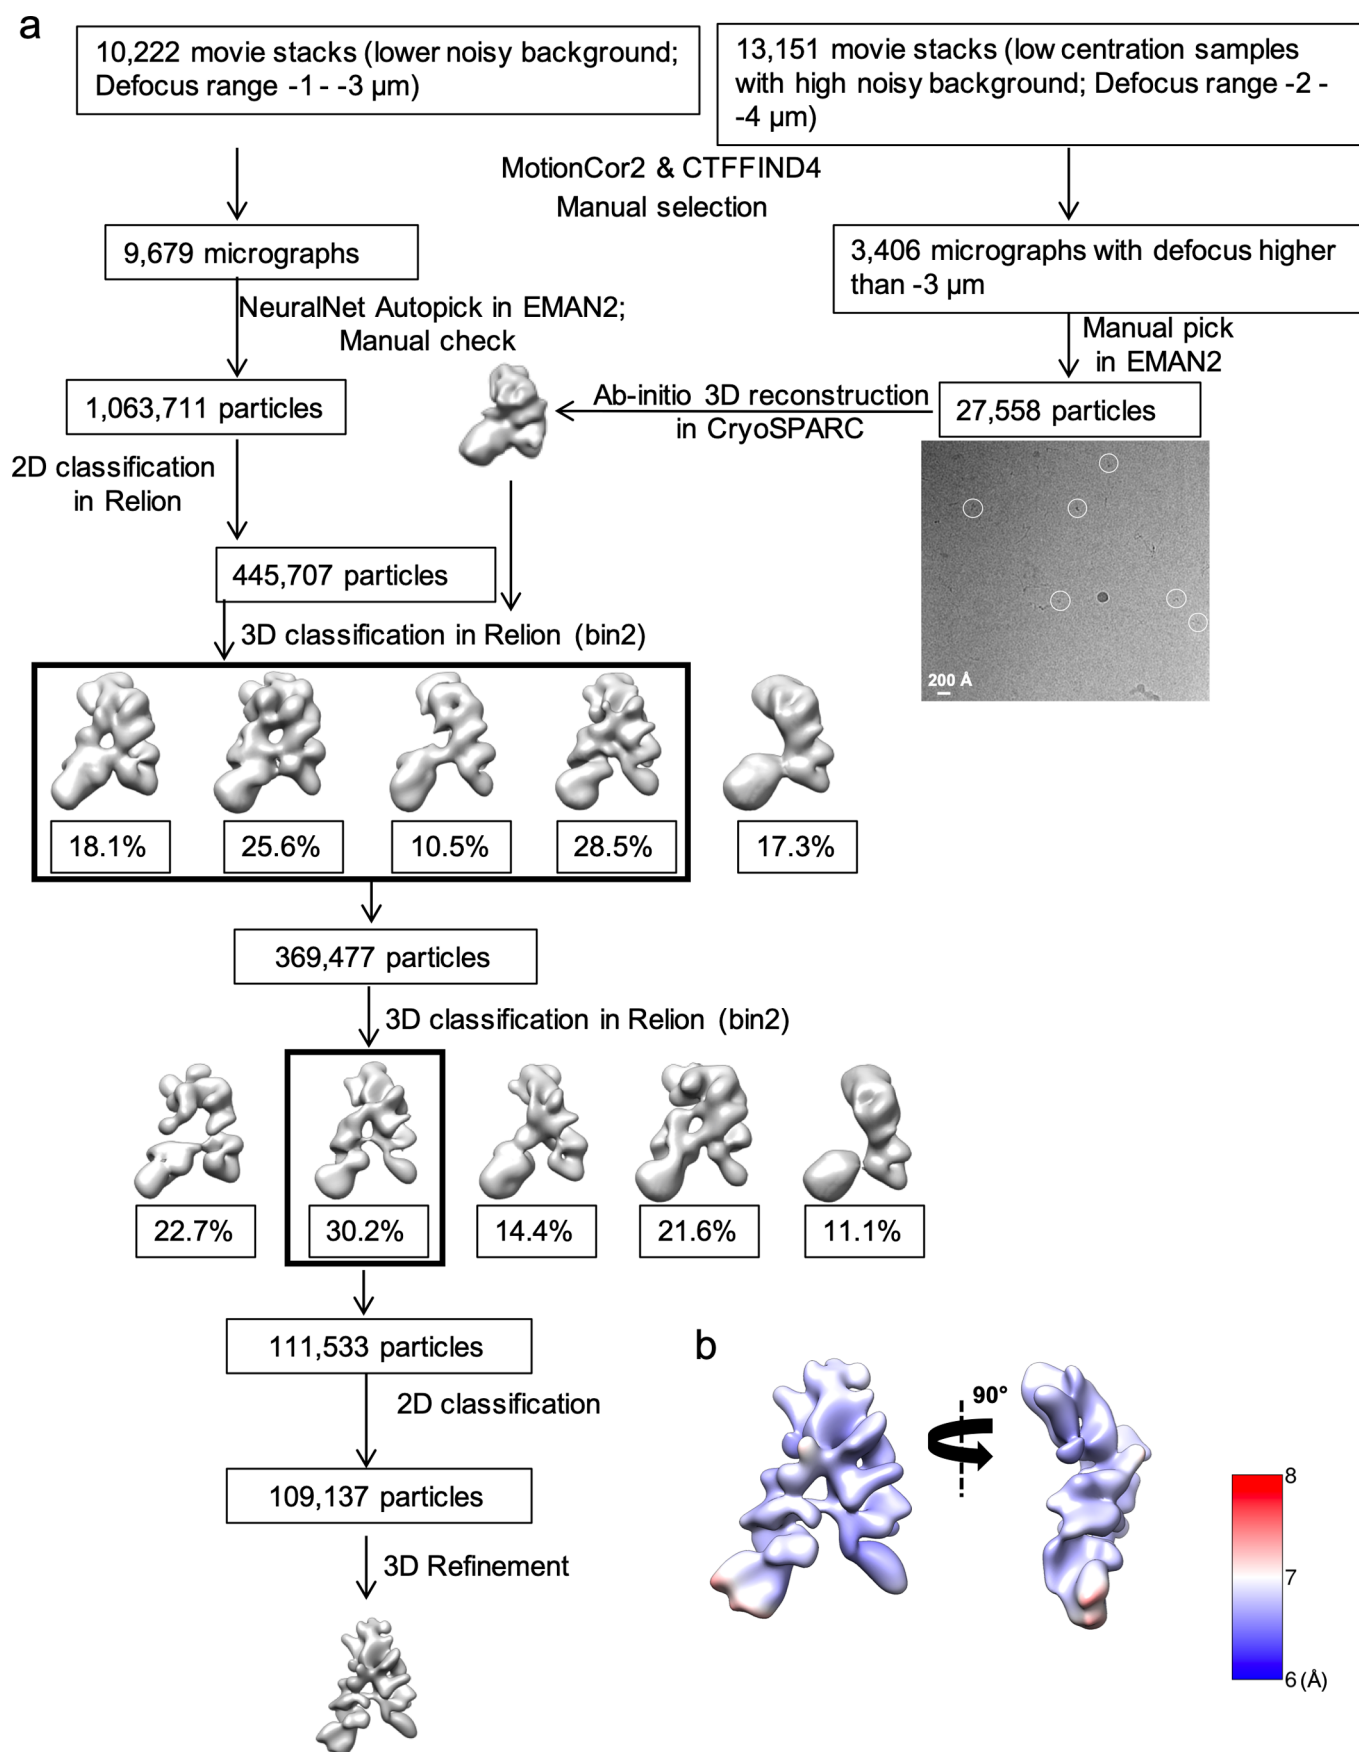 a
10,222 movie stacks (lower noisy background;
Defocus range -1 - -3 µm)
13,151 movie stacks (low centration samples
with high noisy background; Defocus range -2 -
-4 µm)
MotionCor2 & CTFFIND4
Manual selection
9,679 micrographs
3,406 micrographs with defocus higher
than -3 µm
NeuralNet Autopick in EMAN2;
Manual check
Manual pick
in EMAN2
1,063,711 particles
Ab-initio 3D reconstruction
in CryoSPARC
27,558 particles
2D classification
in Relion
445,707 particles
3D classification in Relion (bin2)
200 Å
18.1%
25.6%
10.5%
28.5%
17.3%
369,477 particles
3D classification in Relion (bin2)
22.7%
30.2%
14.4%
21.6%
11.1%
111,533 particles
2D classification
109,137 particles
3D Refinement
b
90°
8
7
6 (Å)